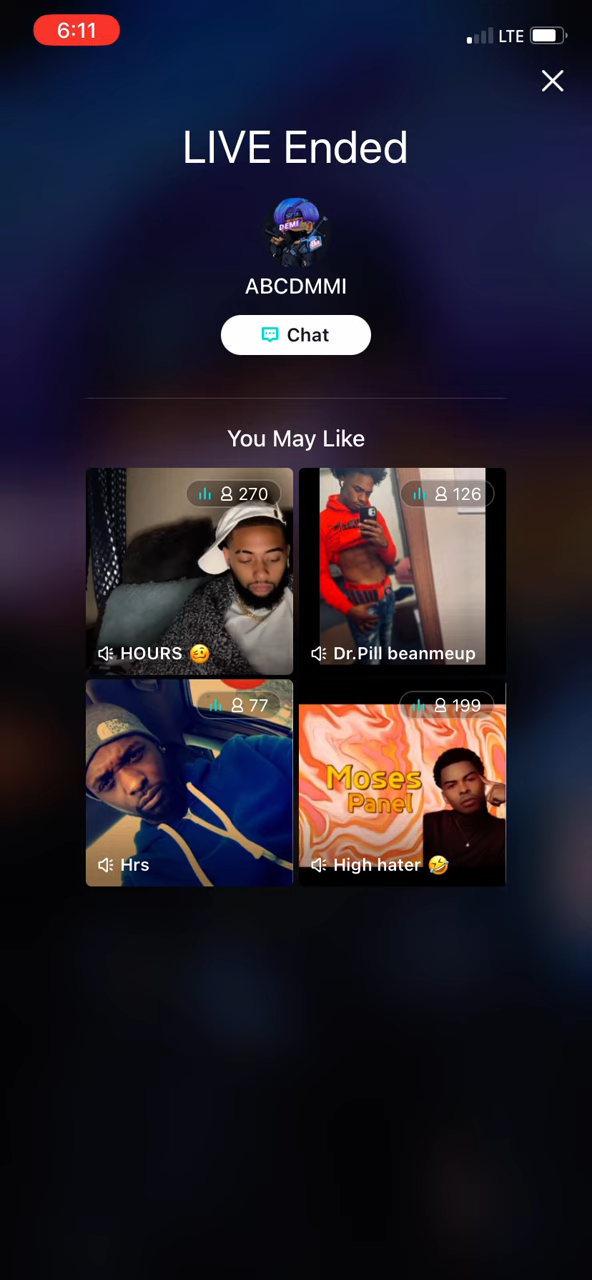 6:11
LTE
LIVE Ended
DEMI
ABCDMMI
Chat
You May Like
270
126
HOURS 🥴
Dr.Pill beanmeup
77
199
Moses
Panel
Hrs
High hater 🤣